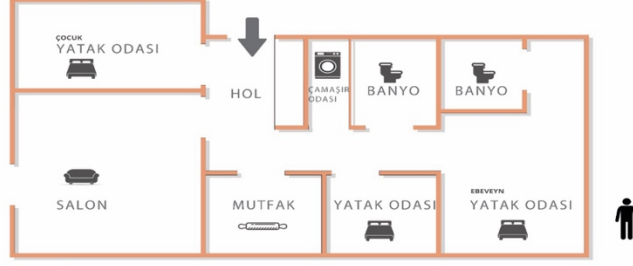 ÇOCUK
YATAK ODASI
HOL
ÇAMAŞIR
ODASI
BANYO
BANYO
SALON
MUTFAK
YATAK ODASI
EBEVEYN
YATAK ODASI